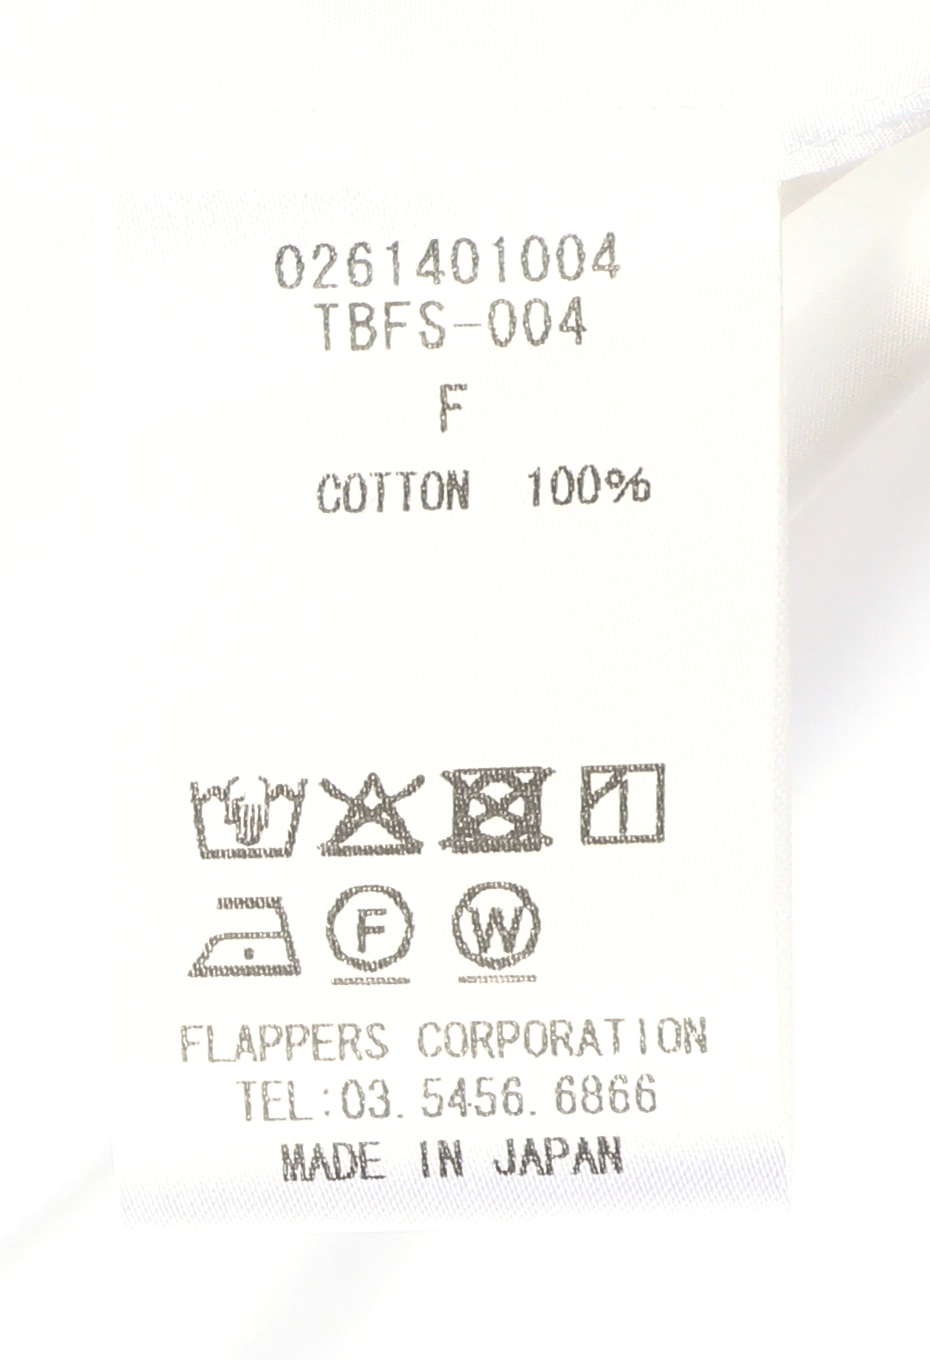 0261401004
TBFS-004
F
COTTON 100%
F W
FLAPPERS CORPORATION
TEL:03.5456.6866
MADE IN JAPAN